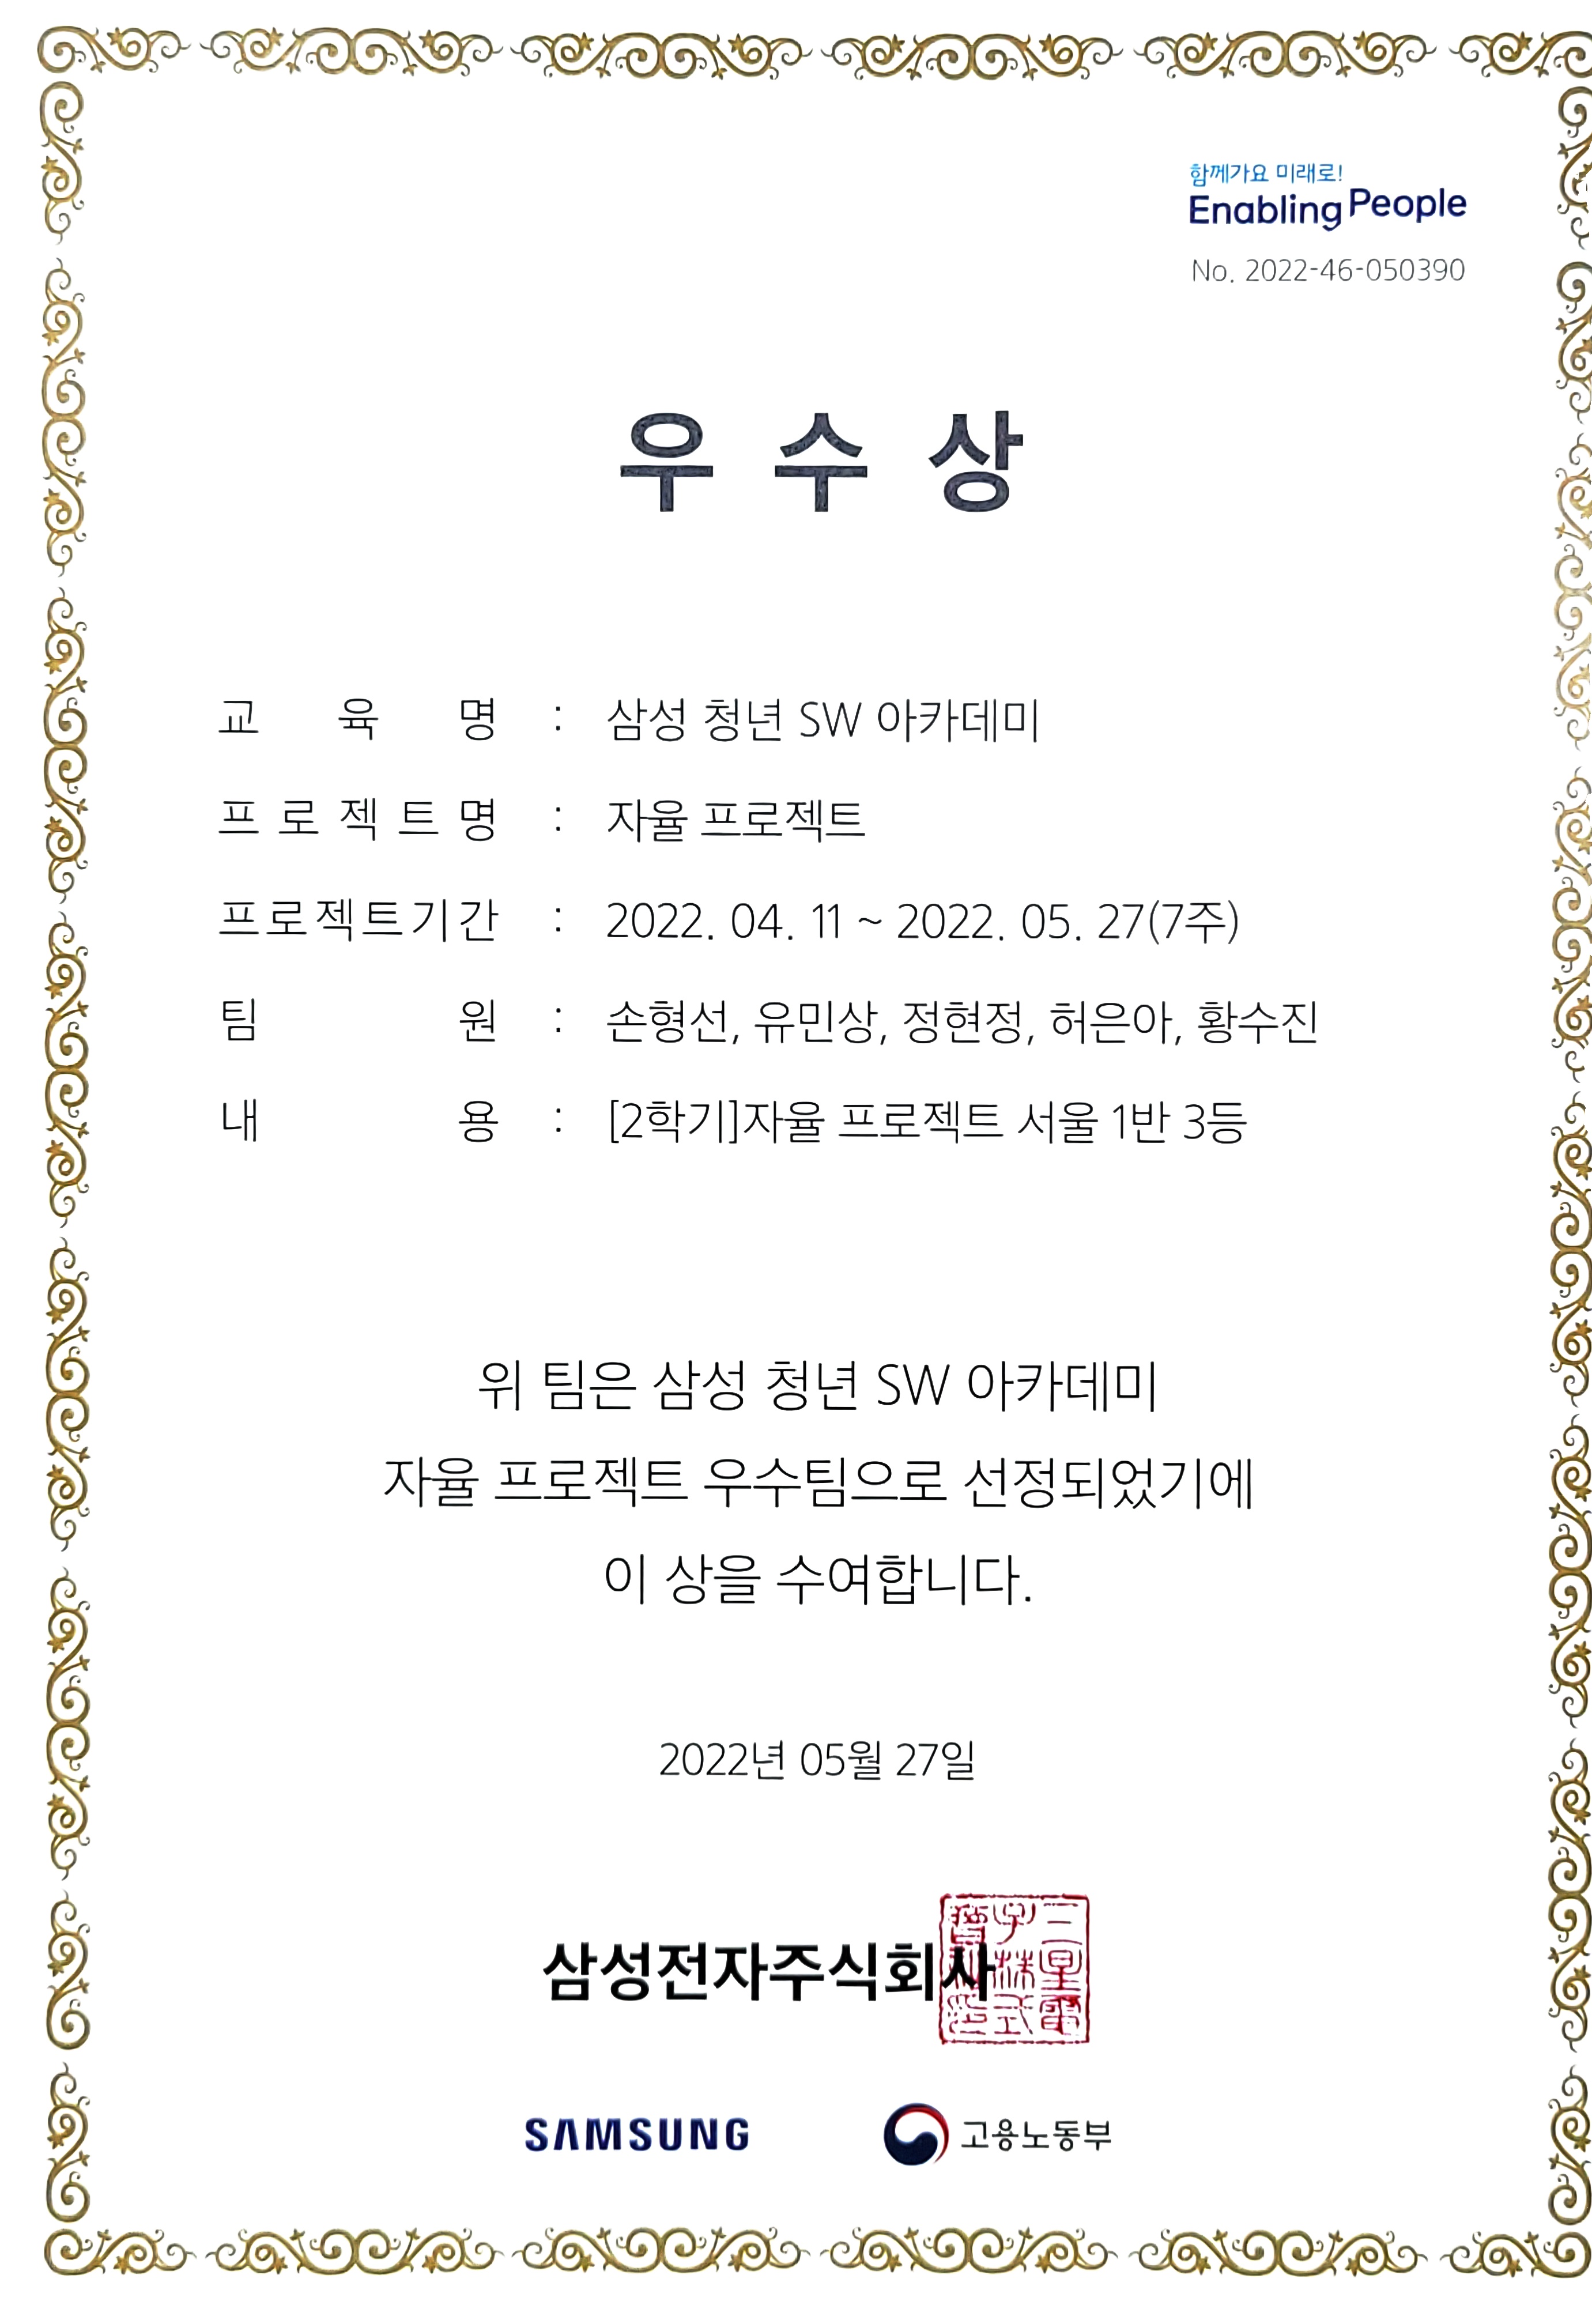 함께가요 미래로!
Enabling People
No. 2022-46-050390
우 수 상
교 육 명 : 삼성 청년 SW 아카데미
프 로 젝 트 명 : 자율 프로젝트
프로젝트기간 : 2022. 04. 11 ~ 2022. 05. 27(7주)
팀 원 : 손형선, 유민상, 정현정, 허은아, 황수진
내 용 : [2학기]자율 프로젝트 서울 1반 3등
위 팀은 삼성 청년 SW 아카데미
자율 프로젝트 우수팀으로 선정되었기에
이 상을 수여합니다.
2022년 05월 27일
삼성전자주식회사
SAMSUNG 고용노동부